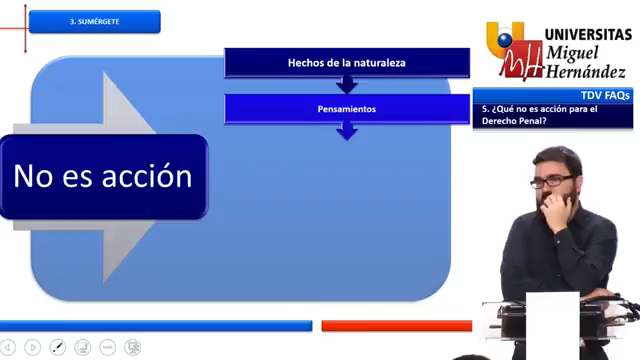 3. SUMÉRGETE
Hechos de la naturaleza
Pensamientos
No es acción
UNIVERSITAS
Miguel
Hernández
TDV FAQs
5. ¿Qué no es acción para el
Derecho Penal?